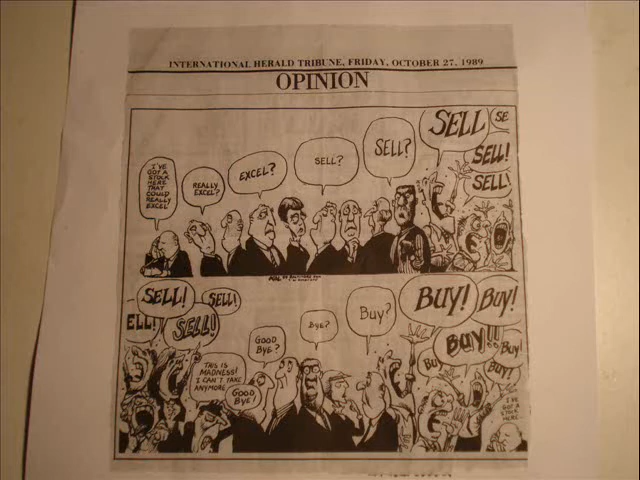 INTERNATIONAL HERALD TRIBUNE, FRIDAY, OCTOBER 27, 1989
OPINION
I'VE
GOT A
STOCK
HERE
THAT
COULD
REALLY
EXCEL
REALLY
EXCEL?
EXCEL?
SELL?
SELL?
SELL
SE
SELL!
SELL!
SELL!
SELL!
ELL!
SELL!
THIS IS
MADNESS!
I CAN'T TAKE
ANYMORE
GOOD
BYE
GOOD
BYE?
BYE?
BUY?
BUY!
BUY!
BUY!!
BU
BUY!
BUY!
I'VE
GOT A
STOCK
HERE